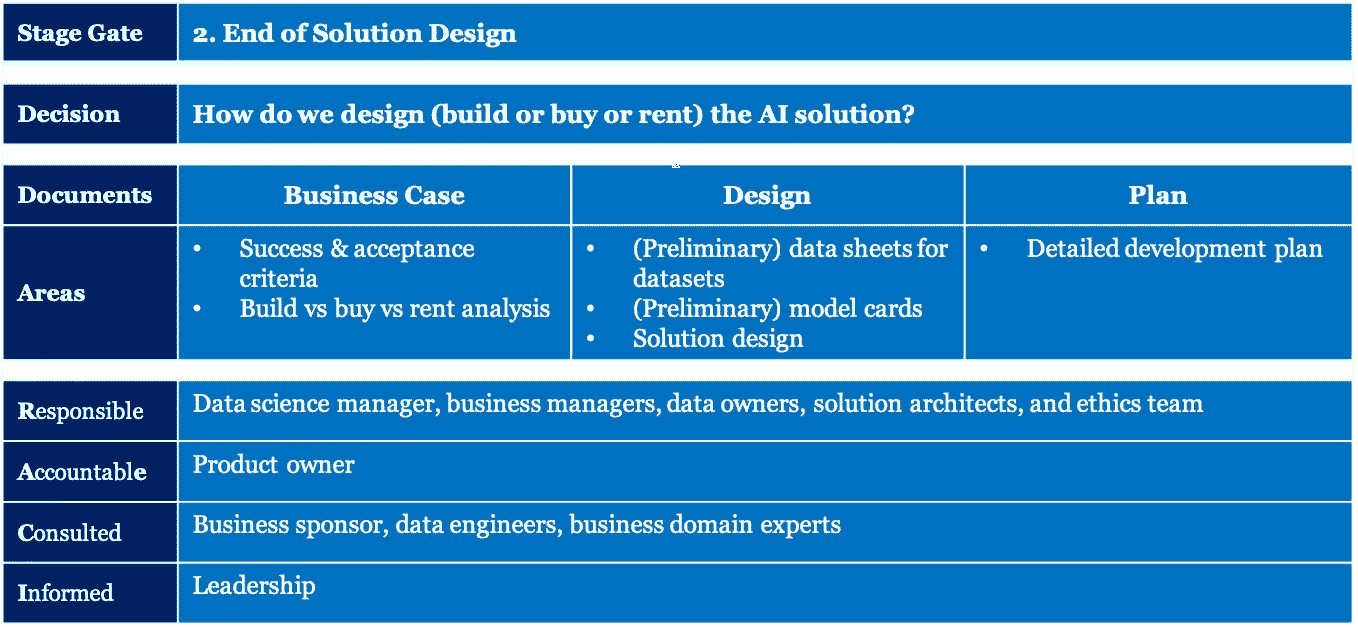 Stage Gate
2. End of Solution Design
Decision
How do we design (build or buy or rent) the AI solution?
Documents
Business Case
Design
Plan
Areas
• Success & acceptance
criteria
• Build vs buy vs rent analysis
• (Preliminary) data sheets for
datasets
• (Preliminary) model cards
• Solution design
• Detailed development plan
Responsible
Data science manager, business managers, data owners, solution architects, and ethics team
Accountable
Product owner
Consulted
Business sponsor, data engineers, business domain experts
Informed
Leadership